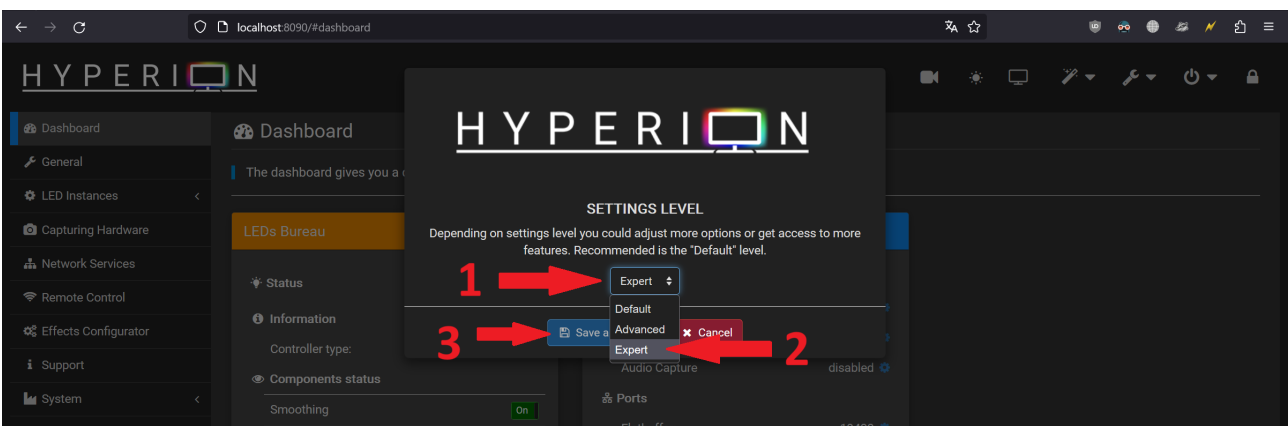 localhost:8090/#dashboard
HYPERION
Dashboard
General
LED Instances
Capturing Hardware
Network Services
Remote Control
Effects Configurator
Support
System
Dashboard
The dashboard gives you a
LEDs Bureau
Status
Information
Controller type:
Components status
Smoothing
On
HYPERION
SETTINGS LEVEL
Depending on settings level you could adjust more options or get access to more
features. Recommended is the "Default" level.
1
Expert
Default
Advanced
Expert
2
3
Save a
Cancel
Audio Capture
disabled
Ports